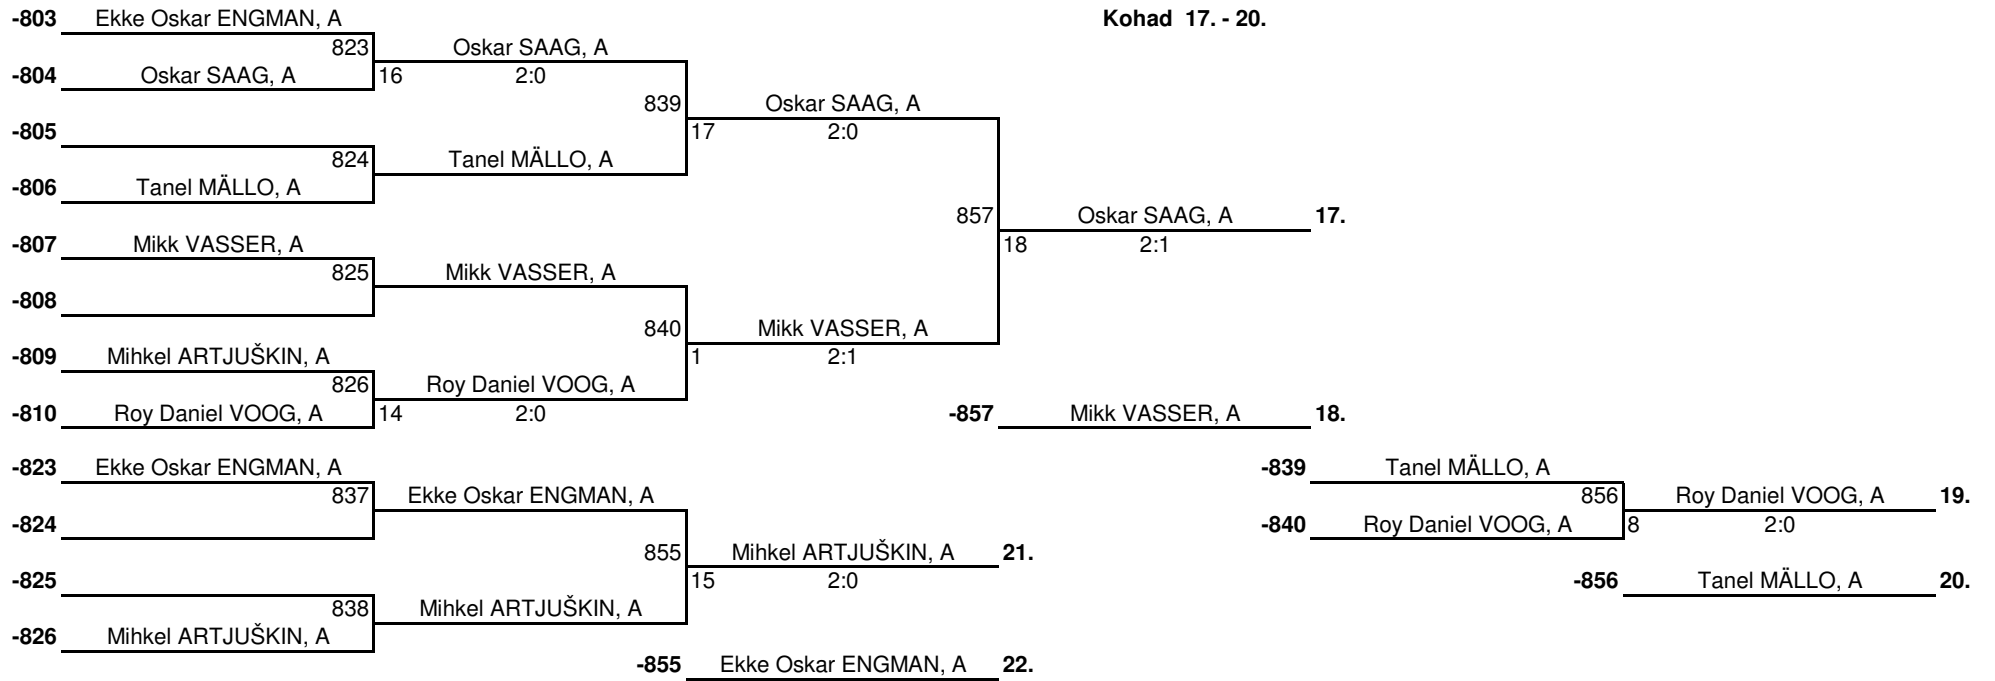 -803 Ekke Oskar ENGMAN, A Kohad 17. - 20.
823 Oskar SAAG, A
-804 Oskar SAAG, A 16 2:0
839 Oskar SAAG, A
-805 17 2:0
824 Tanel MÄLLO, A
-806 Tanel MÄLLO, A
857 Oskar SAAG, A 17.
-807 Mikk VASSER, A 18 2:1
825 Mikk VASSER, A
-808
840 Mikk VASSER, A
-809 Mihkel ARTJUŠKIN, A 1 2:1
826 Roy Daniel VOOG, A
-810 Roy Daniel VOOG, A 14 2:0 -857 Mikk VASSER, A 18.
-823 Ekke Oskar ENGMAN, A -839 Tanel MÄLLO, A
837 Ekke Oskar ENGMAN, A 856 Roy Daniel VOOG, A 19.
-824 -840 Roy Daniel VOOG, A 8 2:0
855 Mihkel ARTJUŠKIN, A 21.
-825 15 2:0 -856 Tanel MÄLLO, A 20.
838 Mihkel ARTJUŠKIN, A
-826 Mihkel ARTJUŠKIN, A
-855 Ekke Oskar ENGMAN, A 22.